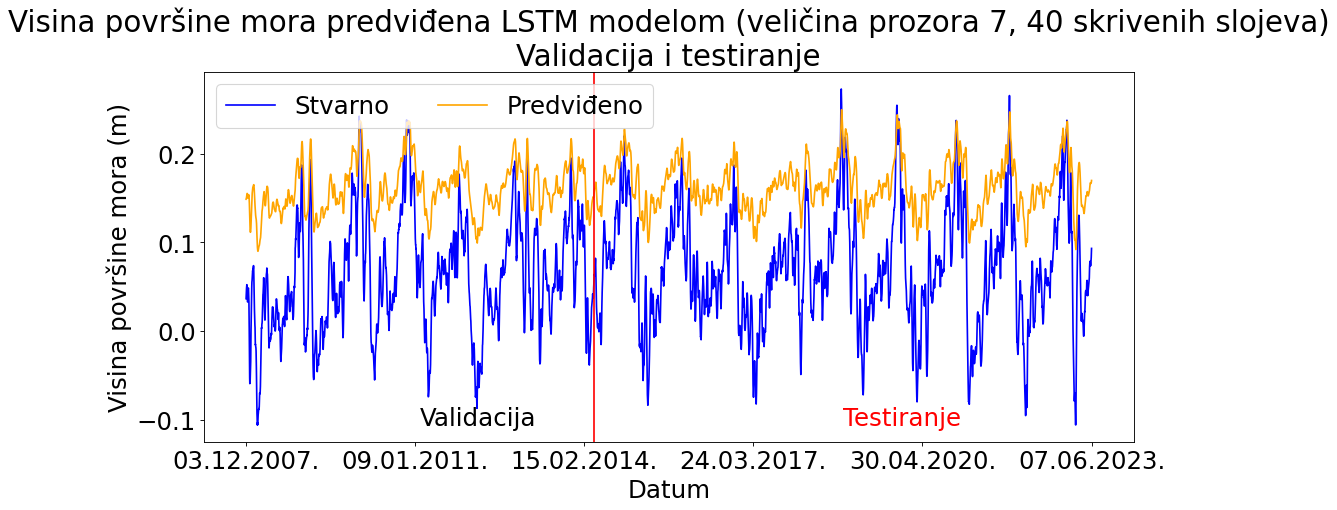 Visina površine mora predviđena LSTM modelom (veličina prozora 7, 40 skrivenih slojeva)
Validacija i testiranje
Stvarno
Predviđeno
Visina površine mora (m)
0.2
0.1
0.0
−0.1
Validacija
Testiranje
03.12.2007. 09.01.2011. 15.02.2014. 24.03.2017. 30.04.2020. 07.06.2023.
Datum